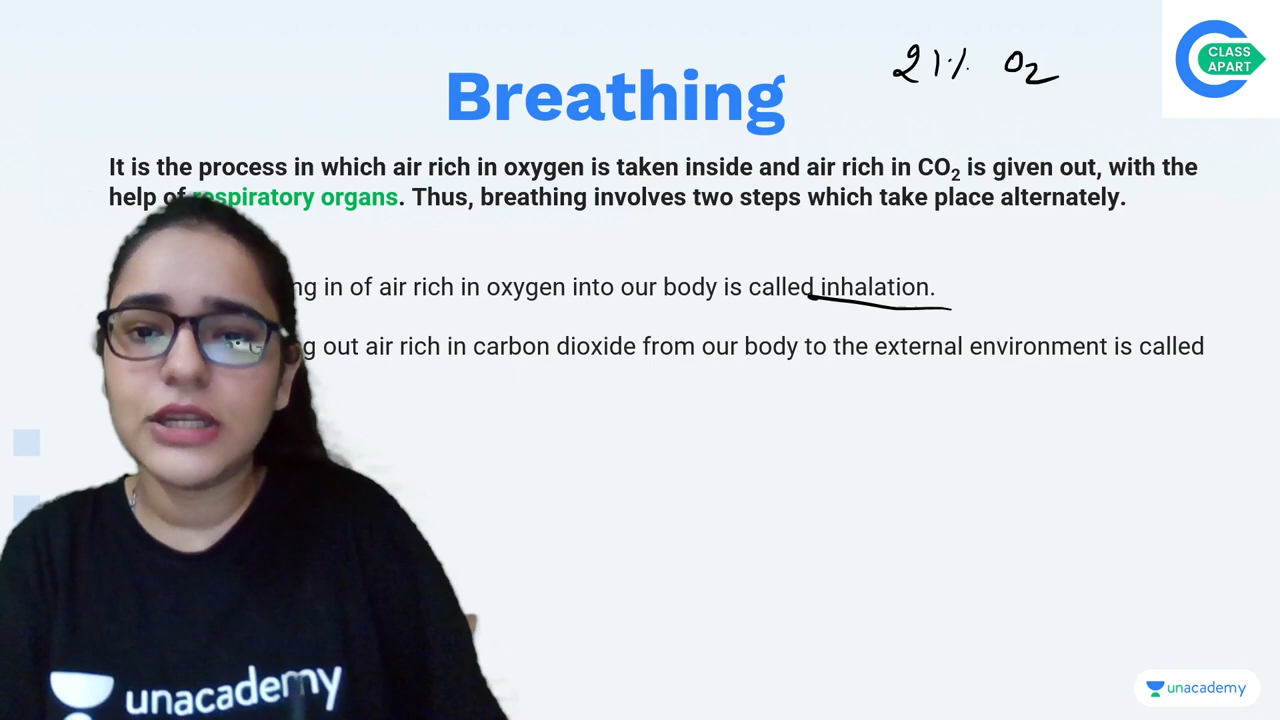 21% O2
CLASS
APART
Breathing
It is the process in which air rich in oxygen is taken inside and air rich in CO2 is given out, with the
help of respiratory organs. Thus, breathing involves two steps which take place alternately.
in of air rich in oxygen into our body is called inhalation.
out air rich in carbon dioxide from our body to the external environment is called
unacademy
unacademy